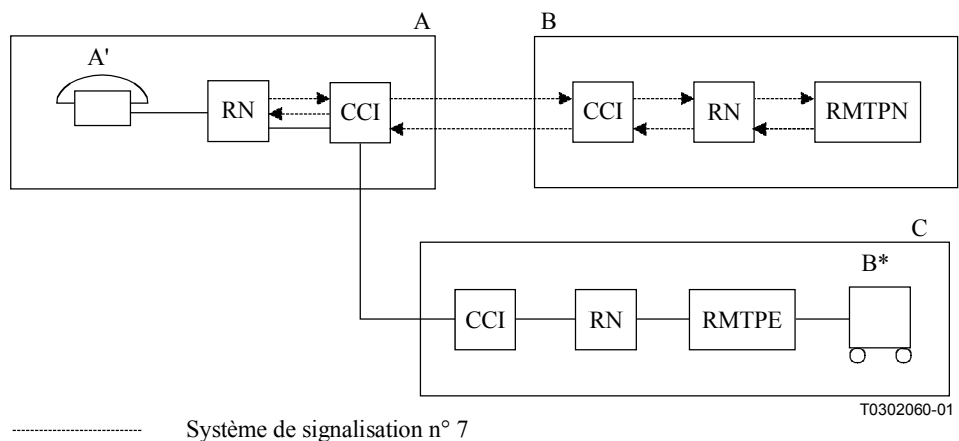 A
B
A'
RN
CCI
CCI
RN
RMTPN
C
B*
CCI
RN
RMTPE
T0302060-01
Système de signalisation n° 7